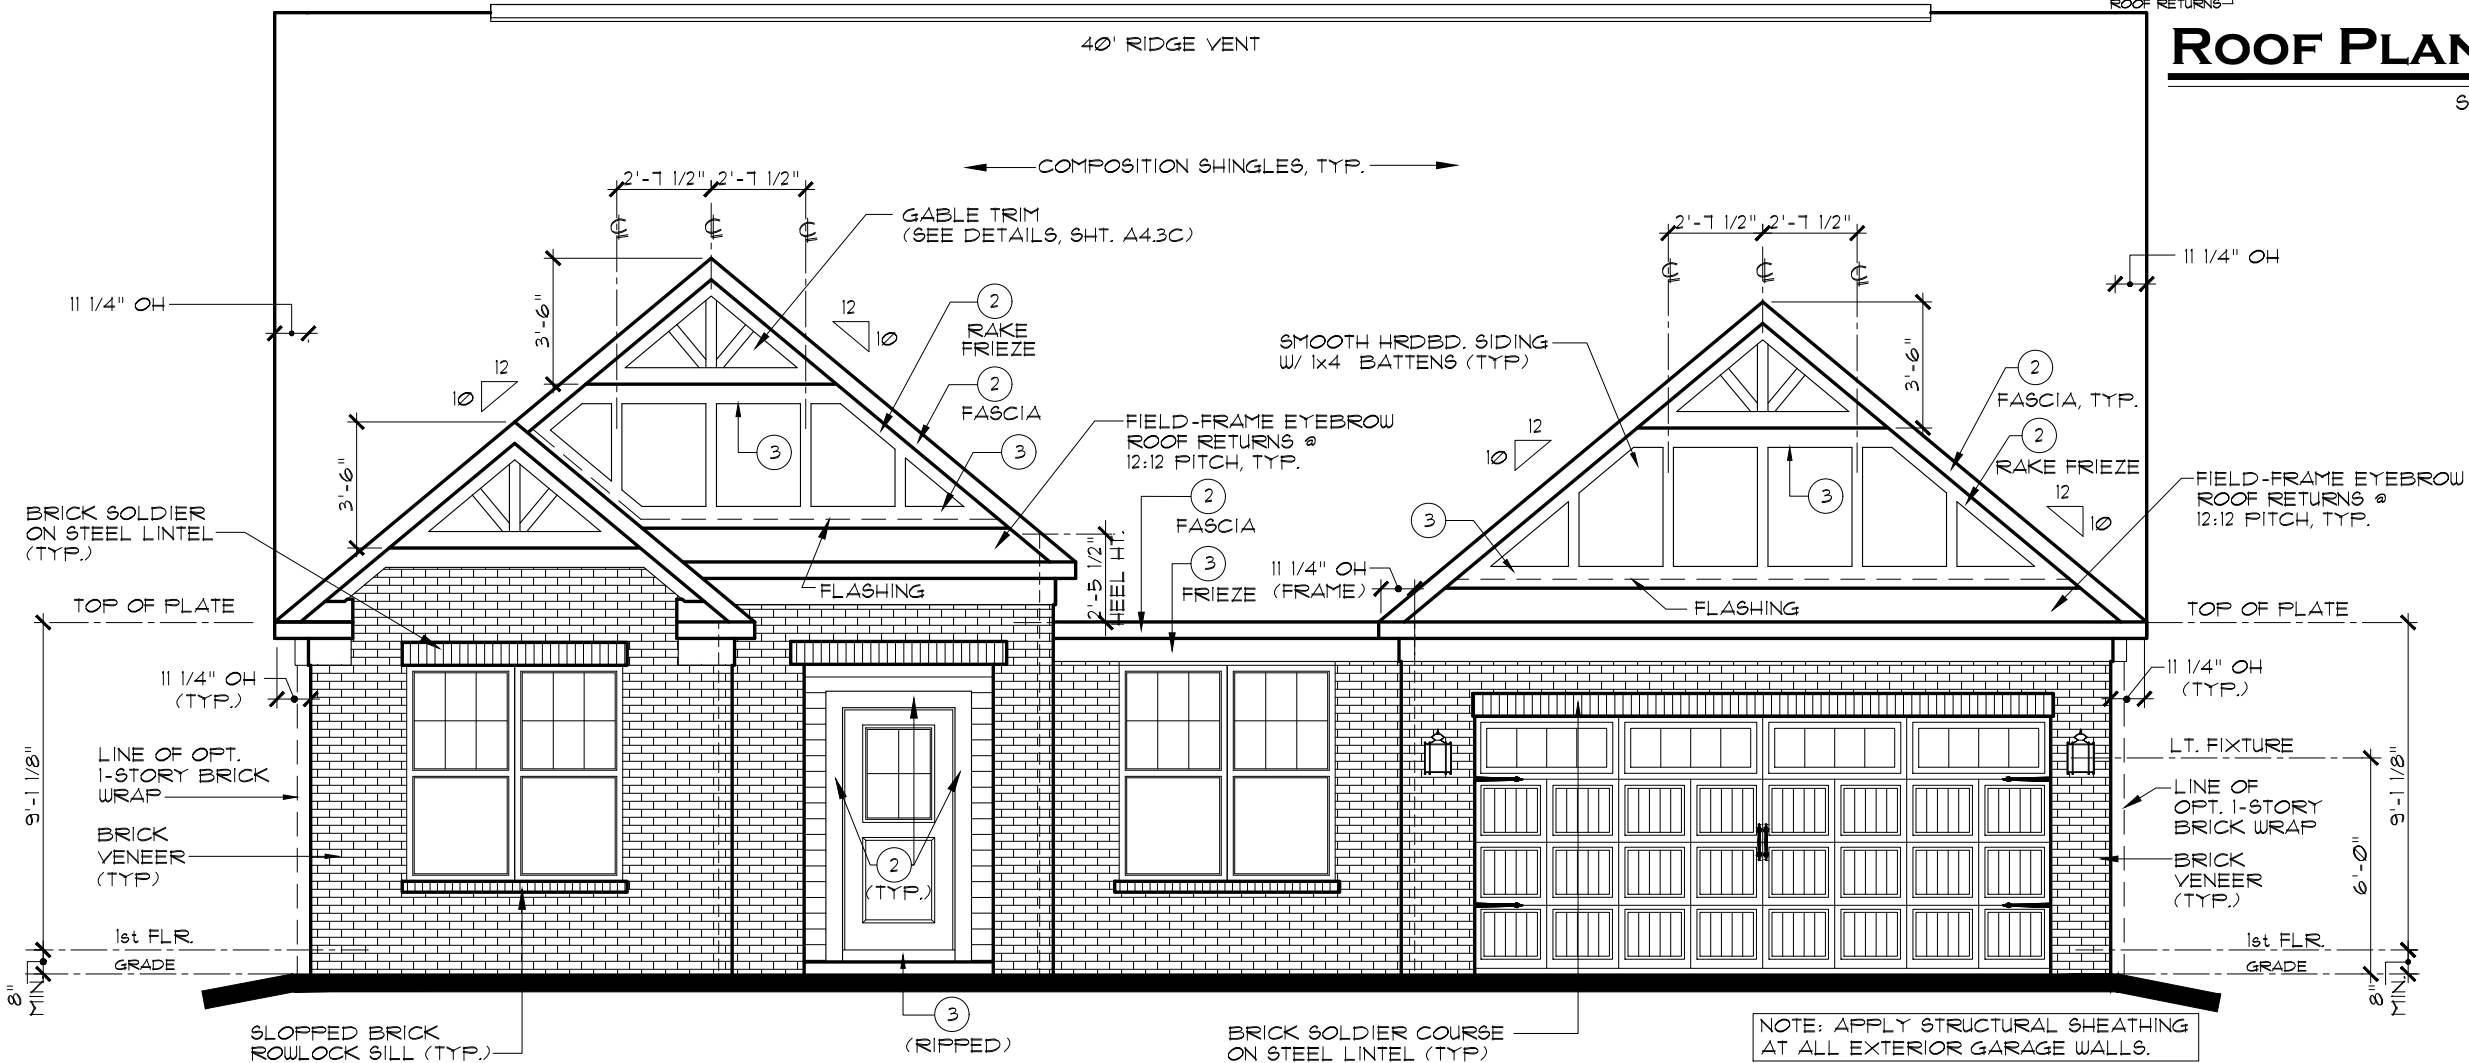 ROOF RETURNS
ROOF PLAN
S
40' RIDGE VENT
COMPOSITION SHINGLES, TYP.
2'-7 1/2" 2'-7 1/2"
GABLE TRIM
(SEE DETAILS, SHT. A4.3C)
2'-7 1/2" 2'-7 1/2"
11 1/4" OH
11 1/4" OH
3'-6"
12
10
2
RAKE
FRIEZE
2
FASCIA
12
10
3'-6"
3
3
FIELD-FRAME EYEBROW
ROOF RETURNS @
12:12 PITCH, TYP.
SMOOTH HRDBD. SIDING
W/ 1x4 BATTENS (TYP)
3'-6"
2
FASCIA, TYP.
2
RAKE FRIEZE
12
10
12
10
3
3
FIELD-FRAME EYEBROW
ROOF RETURNS @
12:12 PITCH, TYP.
BRICK SOLDIER
ON STEEL LINTEL
(TYP.)
2
FASCIA
3
FRIEZE
2'-5 1/2"
HEEL HT.
11 1/4" OH
(FRAME)
FLASHING
FLASHING
TOP OF PLATE
TOP OF PLATE
11 1/4" OH
(TYP.)
11 1/4" OH
(TYP.)
9'-1 1/8"
LINE OF OPT.
1-STORY BRICK
WRAP
BRICK
VENEER
(TYP)
2
(TYP.)
LT. FIXTURE
LINE OF
OPT. 1-STORY
BRICK WRAP
BRICK
VENEER
(TYP.)
6'-0"
9'-1 1/8"
1st FLR.
GRADE
8"
MIN.
1st FLR.
GRADE
8"
MIN.
SLOPPED BRICK
ROWLOCK SILL (TYP.)
3
(RIPPED)
BRICK SOLDIER COURSE
ON STEEL LINTEL (TYP)
NOTE: APPLY STRUCTURAL SHEATHING
AT ALL EXTERIOR GARAGE WALLS.